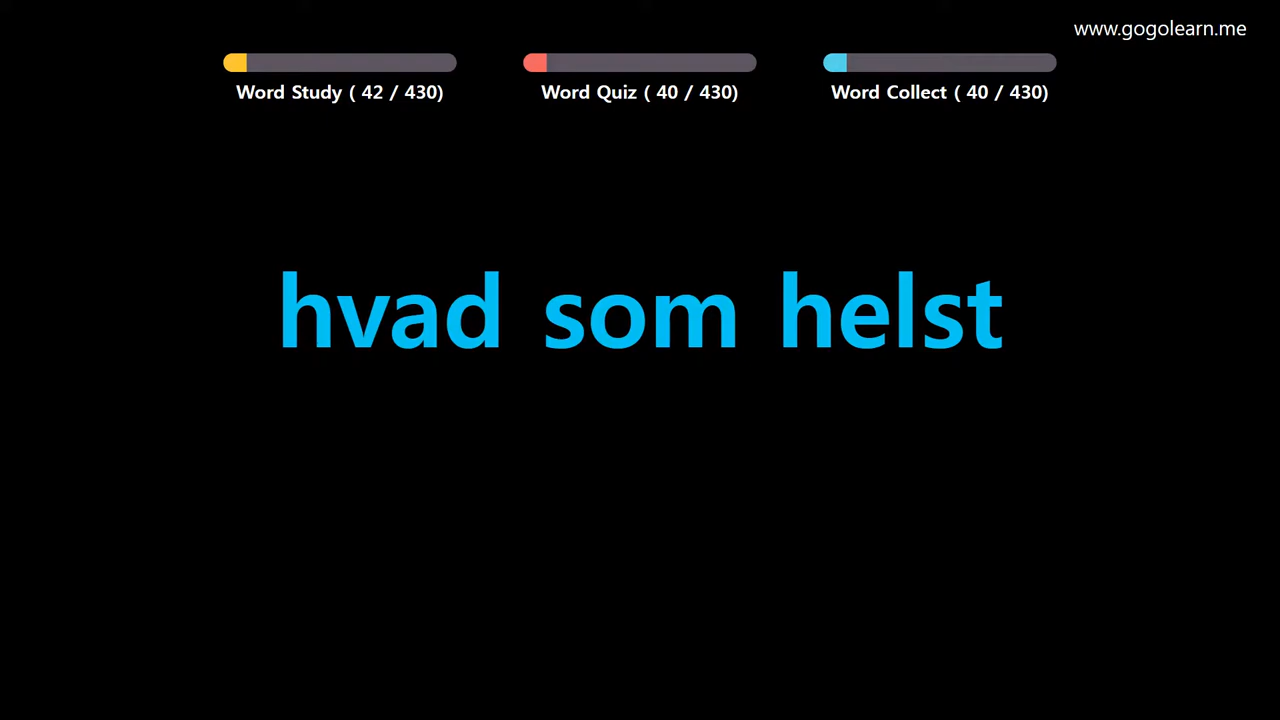 www.gogolearn.me
Word Study ( 42 / 430)
Word Quiz ( 40 / 430)
Word Collect ( 40 / 430)
hvad som helst